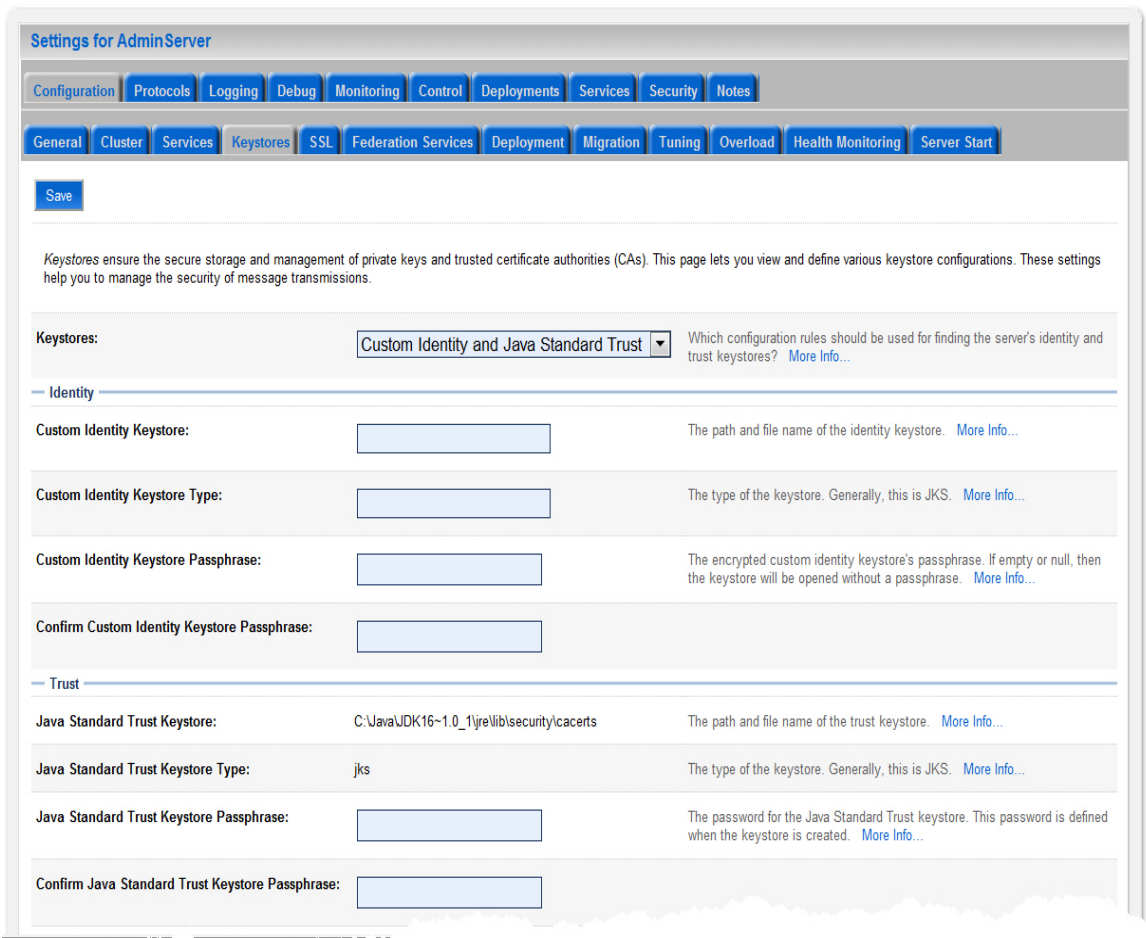 Settings for AdminServer
Configuration Protocols Logging Debug Monitoring Control Deployments Services Security Notes
General Cluster Services Keystores SSL Federation Services Deployment Migration Tuning Overload Health Monitoring Server Start
Save
Keystores ensure the secure storage and management of private keys and trusted certificate authorities (CAs). This page lets you view and define various keystore configurations. These settings
help you to manage the security of message transmissions.
Keystores: Custom Identity and Java Standard Trust Which configuration rules should be used for finding the server's identity and
trust keystores? More Info...
Identity
Custom Identity Keystore: The path and file name of the identity keystore. More Info...
Custom Identity Keystore Type: The type of the keystore. Generally, this is JKS. More Info...
Custom Identity Keystore Passphrase: The encrypted custom identity keystore's passphrase. If empty or null, then
the keystore will be opened without a passphrase. More Info...
Confirm Custom Identity Keystore Passphrase:
Trust
Java Standard Trust Keystore: C:\Java\JDK16~1.0_1\jre\lib\security\cacerts The path and file name of the trust keystore. More Info...
Java Standard Trust Keystore Type: jks The type of the keystore. Generally, this is JKS. More Info...
Java Standard Trust Keystore Passphrase: The password for the Java Standard Trust keystore. This password is defined
when the keystore is created. More Info...
Confirm Java Standard Trust Keystore Passphrase: